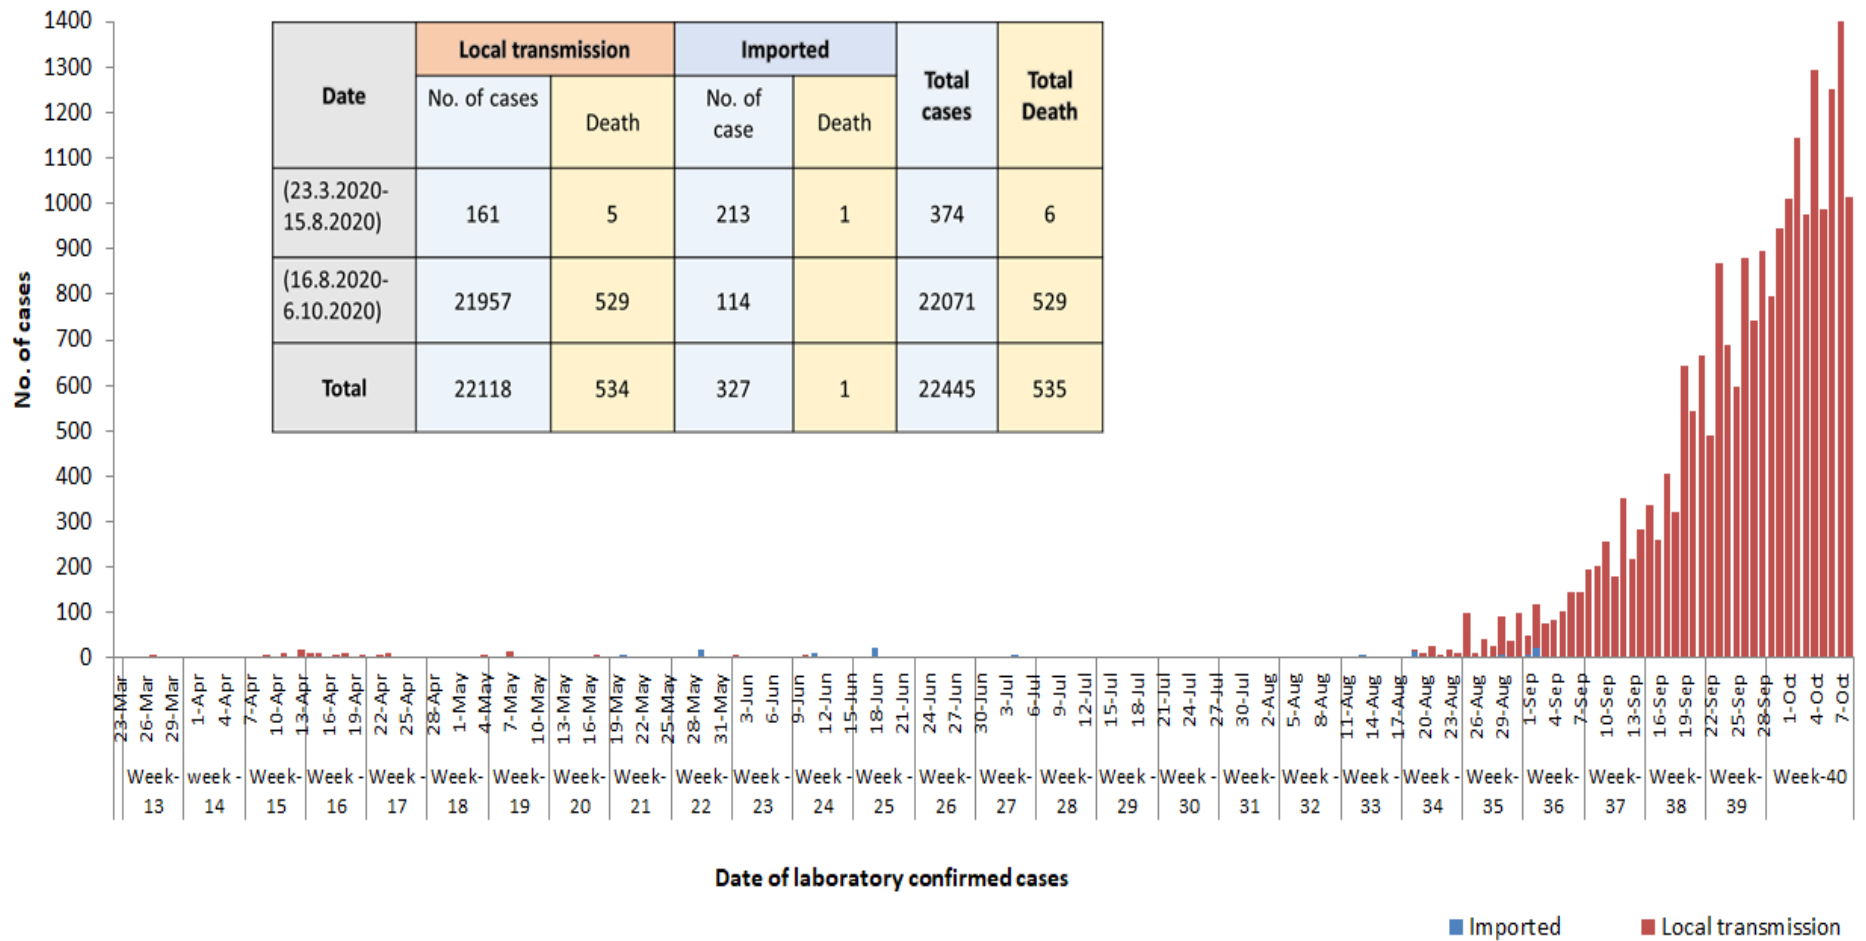 1400
1300
1200
1100
1000
900
800
700
600
500
400
300
200
100
0
No. of cases
Date
Local transmission
Imported
Total cases
Total Death
No. of cases
Death
No. of case
Death
(23.3.2020-15.8.2020)
161
5
213
1
374
6
(16.8.2020-6.10.2020)
21957
529
114
22071
529
Total
22118
534
327
1
22445
535
23-Mar
26-Mar
29-Mar
1-Apr
4-Apr
7-Apr
10-Apr
13-Apr
16-Apr
19-Apr
22-Apr
25-Apr
28-Apr
1-May
4-May
7-May
10-May
13-May
16-May
19-May
22-May
25-May
28-May
31-May
3-Jun
6-Jun
9-Jun
12-Jun
15-Jun
18-Jun
21-Jun
24-Jun
27-Jun
30-Jun
3-Jul
6-Jul
9-Jul
12-Jul
15-Jul
18-Jul
21-Jul
24-Jul
27-Jul
30-Jul
2-Aug
5-Aug
8-Aug
11-Aug
14-Aug
17-Aug
20-Aug
23-Aug
26-Aug
29-Aug
1-Sep
4-Sep
7-Sep
10-Sep
13-Sep
16-Sep
19-Sep
22-Sep
25-Sep
28-Sep
1-Oct
4-Oct
7-Oct
Week-13
week -14
Week-15
Week -16
Week -17
Week-18
Week-19
Week-20
Week-21
Week-22
Week -23
Week -24
Week -25
Week -26
Week-27
Week -28
Week -29
Week -30
Week -31
Week -32
Week -33
Week -34
Week-35
Week-36
Week-37
Week-38
Week-39
Week-40
Date of laboratory confirmed cases
Imported
Local transmission